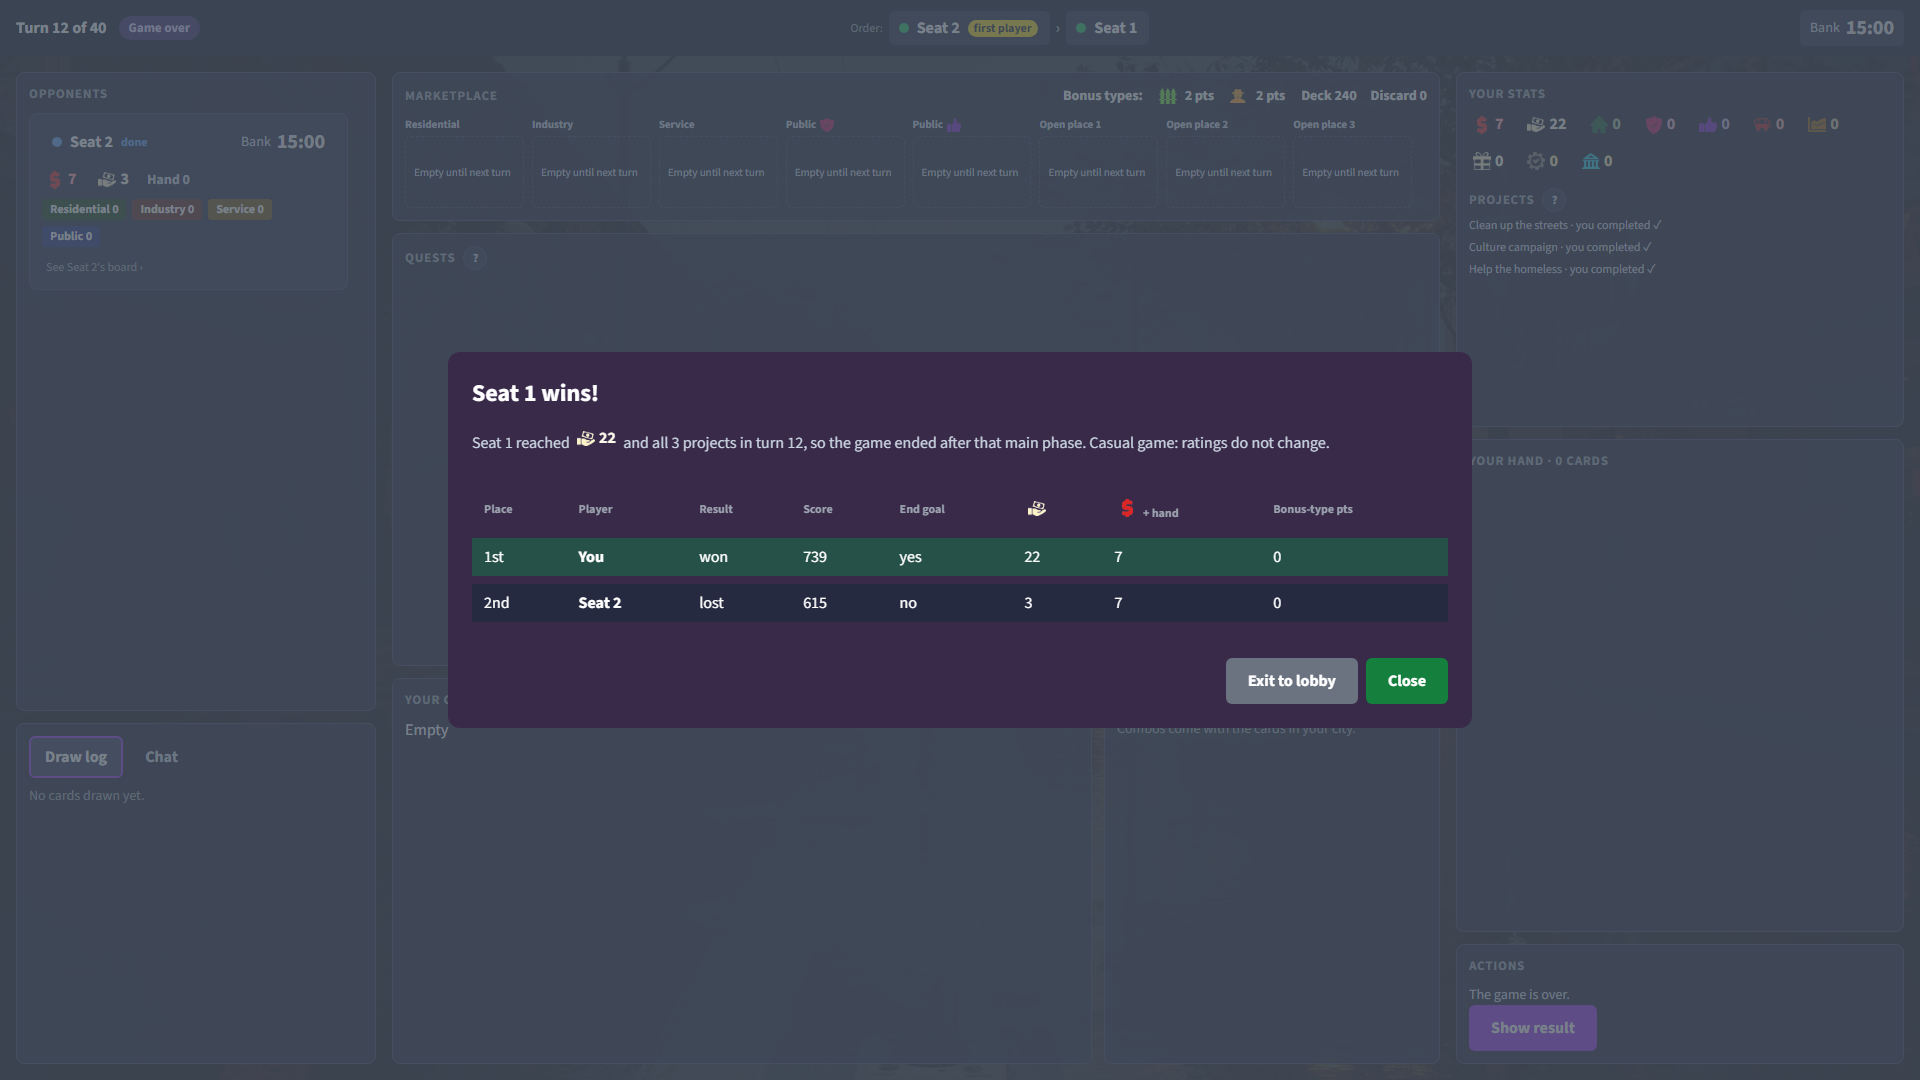 Turn 12 of 40
Game over
Order:
Seat 2
first player
›
Seat 1
Bank 15:00
OPPONENTS
Seat 2 done
Bank 15:00
7
3
Hand 0
Residential 0
Industry 0
Service 0
Public 0
See Seat 2's board ›
Draw log
Chat
No cards drawn yet.
MARKETPLACE
Bonus types:
2 pts
2 pts
Deck 240
Discard 0
Residential
Industry
Service
Public
Public
Open place 1
Open place 2
Open place 3
Empty until next turn
Empty until next turn
Empty until next turn
Empty until next turn
Empty until next turn
Empty until next turn
Empty until next turn
Empty until next turn
QUESTS
?
Seat 1 wins!
Seat 1 reached 22 and all 3 projects in turn 12, so the game ended after that main phase. Casual game: ratings do not change.
Place Player Result Score End goal $ + hand Bonus-type pts
1st You won 739 yes 22 7 0
2nd Seat 2 lost 615 no 3 7 0
Exit to lobby
Close
YOUR
Empty
Combos come with the cards in your city.
YOUR STATS
7 22 0 0 0 0 0
0 0 0
PROJECTS
?
Clean up the streets · you completed ✓
Culture campaign · you completed ✓
Help the homeless · you completed ✓
YOUR HAND - 0 CARDS
ACTIONS
The game is over.
Show result